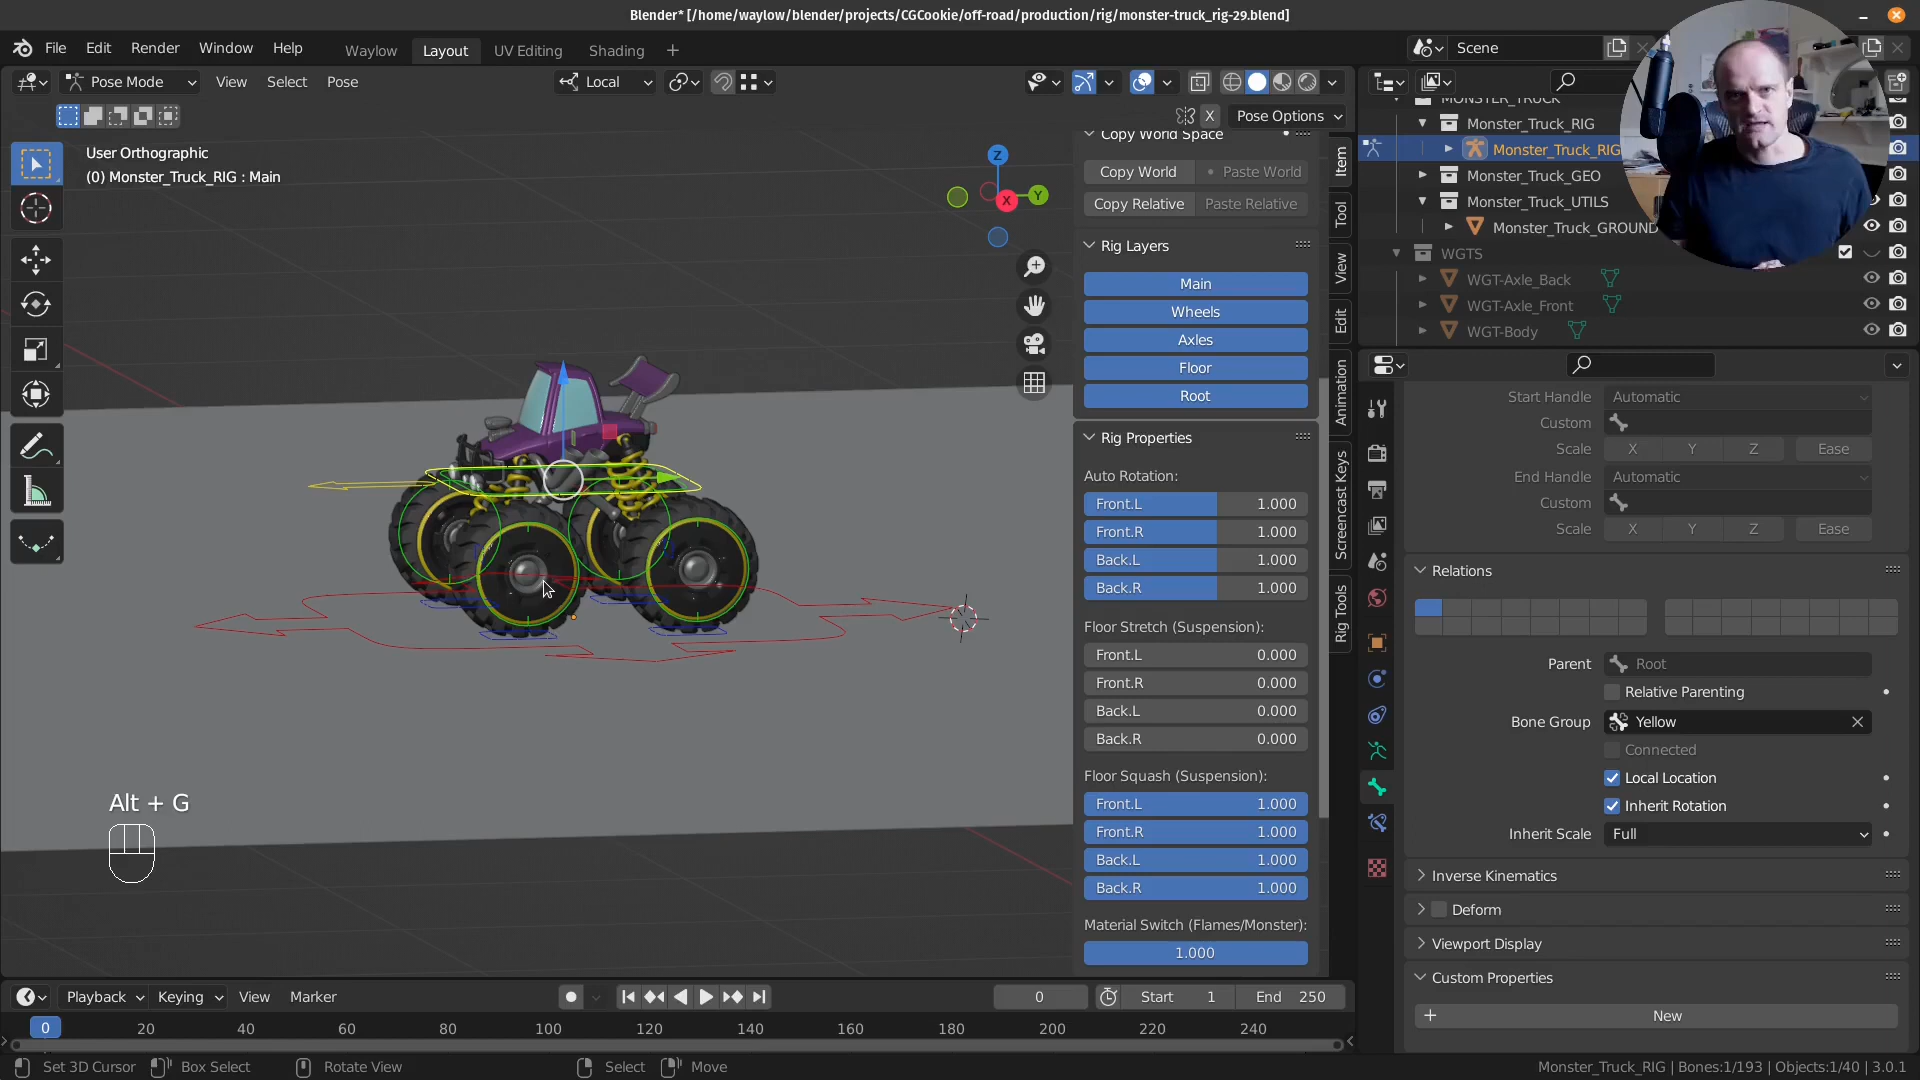 Blender* [/home/waylow/blender/projects/CGCookie/off-road/production/rig/monster-truck_rig-29.blend]
File Edit Render Window Help
Waylow Layout UV Editing Shading +
Scene
Pose Mode View Select Pose
Local
X Pose Options
User Orthographic
(0) Monster_Truck_RIG : Main
Z
Y
X
Copy World Space
Copy World Paste World
Copy Relative Paste Relative
Rig Layers
Main
Wheels
Axles
Floor
Root
Rig Properties
Auto Rotation:
Front.L 1.000
Front.R 1.000
Back.L 1.000
Back.R 1.000
Floor Stretch (Suspension):
Front.L 0.000
Front.R 0.000
Back.L 0.000
Back.R 0.000
Floor Squash (Suspension):
Front.L 1.000
Front.R 1.000
Back.L 1.000
Back.R 1.000
Material Switch (Flames/Monster):
1.000
Item
Tool
View
Edit
Animation
Screencast Keys
Rig Tools
MONSTER_TRUCK
Monster_Truck_RIG
Monster_Truck_RIG
Monster_Truck_GEO
Monster_Truck_UTILS
Monster_Truck_GROUND
WGTS
WGT-Axle_Back
WGT-Axle_Front
WGT-Body
Start Handle Automatic
Custom
Scale X Y Z Ease
End Handle Automatic
Custom
Scale X Y Z Ease
Relations
Parent Root
Relative Parenting
Bone Group Yellow
Connected
Local Location
Inherit Rotation
Inherit Scale Full
Inverse Kinematics
Deform
Viewport Display
Custom Properties
New
Alt + G
Playback Keying View Marker
0 Start 1 End 250
0 20 40 60 80 100 120 140 160 180 200 220 240
Set 3D Cursor Box Select Rotate View Select Move
Monster_Truck_RIG | Bones:1/193 | Objects:1/40 | 3.0.1